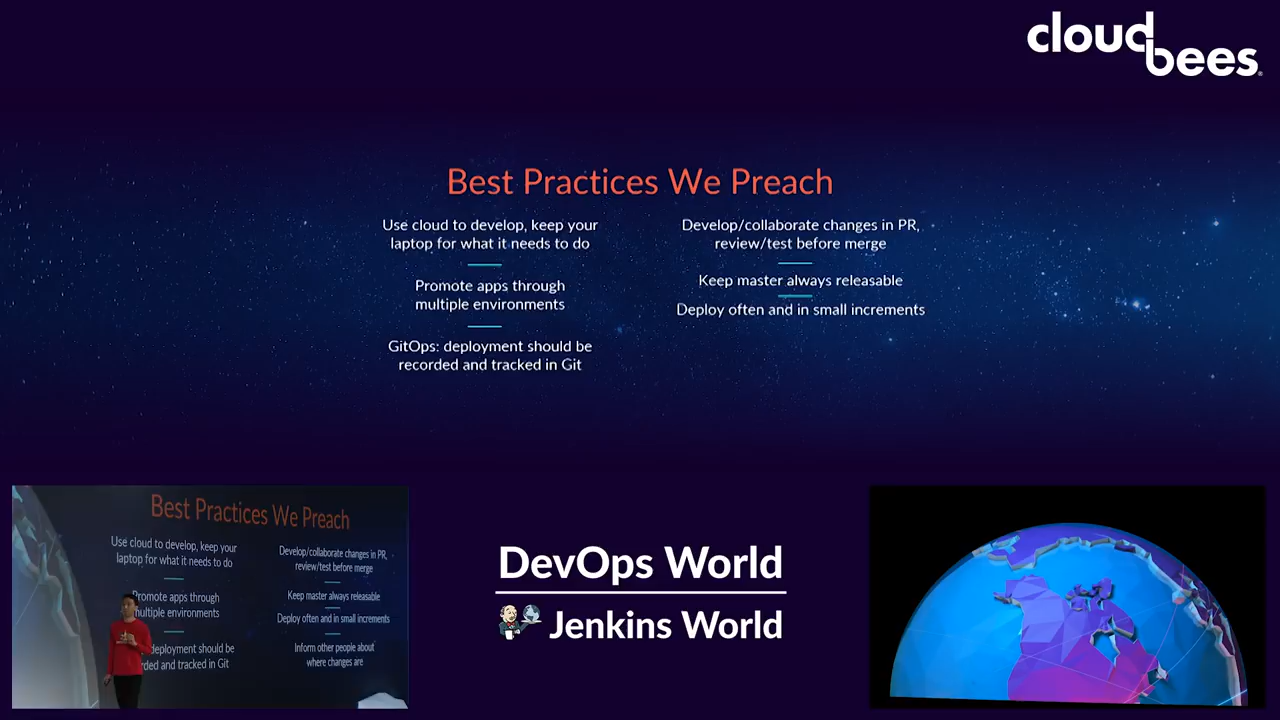 cloud
bees®
Best Practices We Preach
Use cloud to develop, keep your
laptop for what it needs to do
Promote apps through
multiple environments
GitOps: deployment should be
recorded and tracked in Git
Develop/collaborate changes in PR,
review/test before merge
Keep master always releasable
Deploy often and in small increments
Best Practices We Preach
Use cloud to develop, keep your
laptop for what it needs to do
Promote apps through
multiple environments
deployment should be
and tracked in Git
Develop/collaborate changes in PR,
review/test before merge
Keep master always releasable
Deploy often and in small increments
Inform other people about
where changes are
DevOps World
Jenkins World